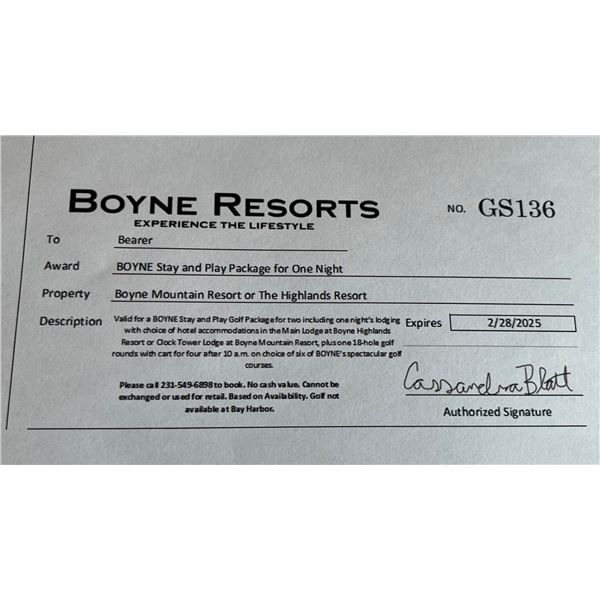 BOYNE RESORTS
EXPERIENCE THE LIFESTYLE
NO. GS136
To Bearer
Award BOYNE Stay and Play Package for One Night
Property Boyne Mountain Resort or The Highlands Resort
Description Valid for a BOYNE Stay and Play Golf Package for two including one night's lodging
with choice of hotel accommodations in the Main Lodge at Boyne Highlands
Resort or Clock Tower Lodge at Boyne Mountain Resort, plus one 18-hole golf
rounds with cart for four after 10 a.m. on choice of six of BOYNE's spectacular golf
courses.
Please call 231-549-6898 to book. No cash value. Cannot be
exchanged or used for retail. Based on Availability. Golf not
available at Bay Harbor.
Expires 2/28/2025
Cassandra Blatt
Authorized Signature